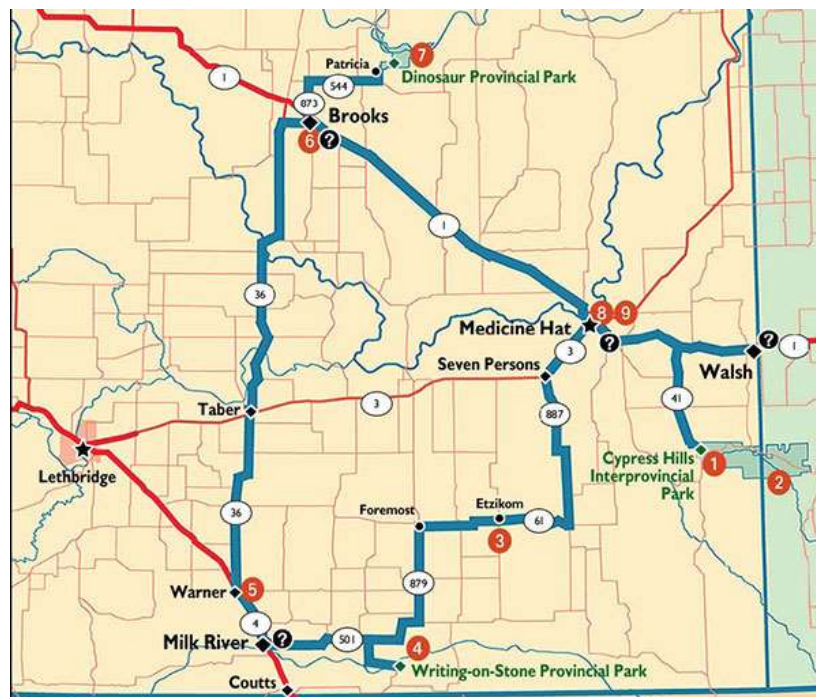 1
Patricia
7
Dinosaur Provincial Park
544
873
Brooks
6
?
1
36
8
9
Medicine Hat
?
3
?
1
Walsh
Seven Persons
Taber
3
887
41
Lethbridge
Cypress Hills
Interprovincial
Park
1
2
Foremost
Etzikom
36
3
61
879
Warner
5
4
Milk River
?
501
4
Writing-on-Stone Provincial Park
Coutts